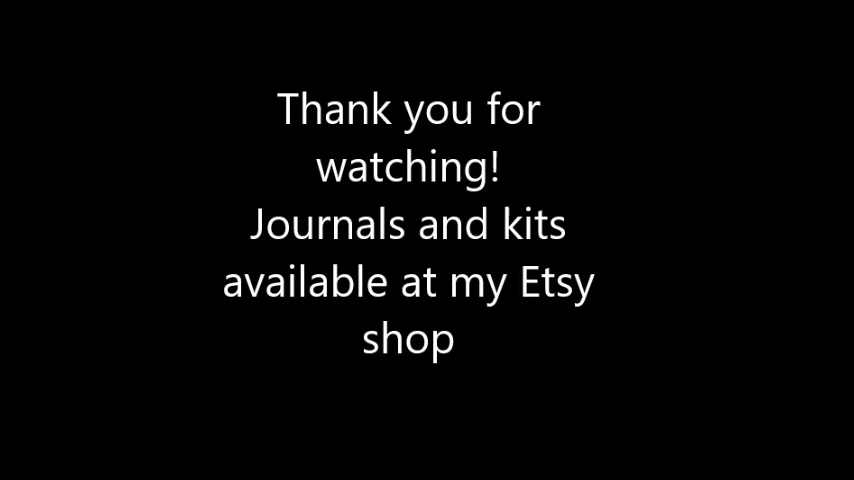 Thank you for
watching!
Journals and kits
available at my Etsy
shop